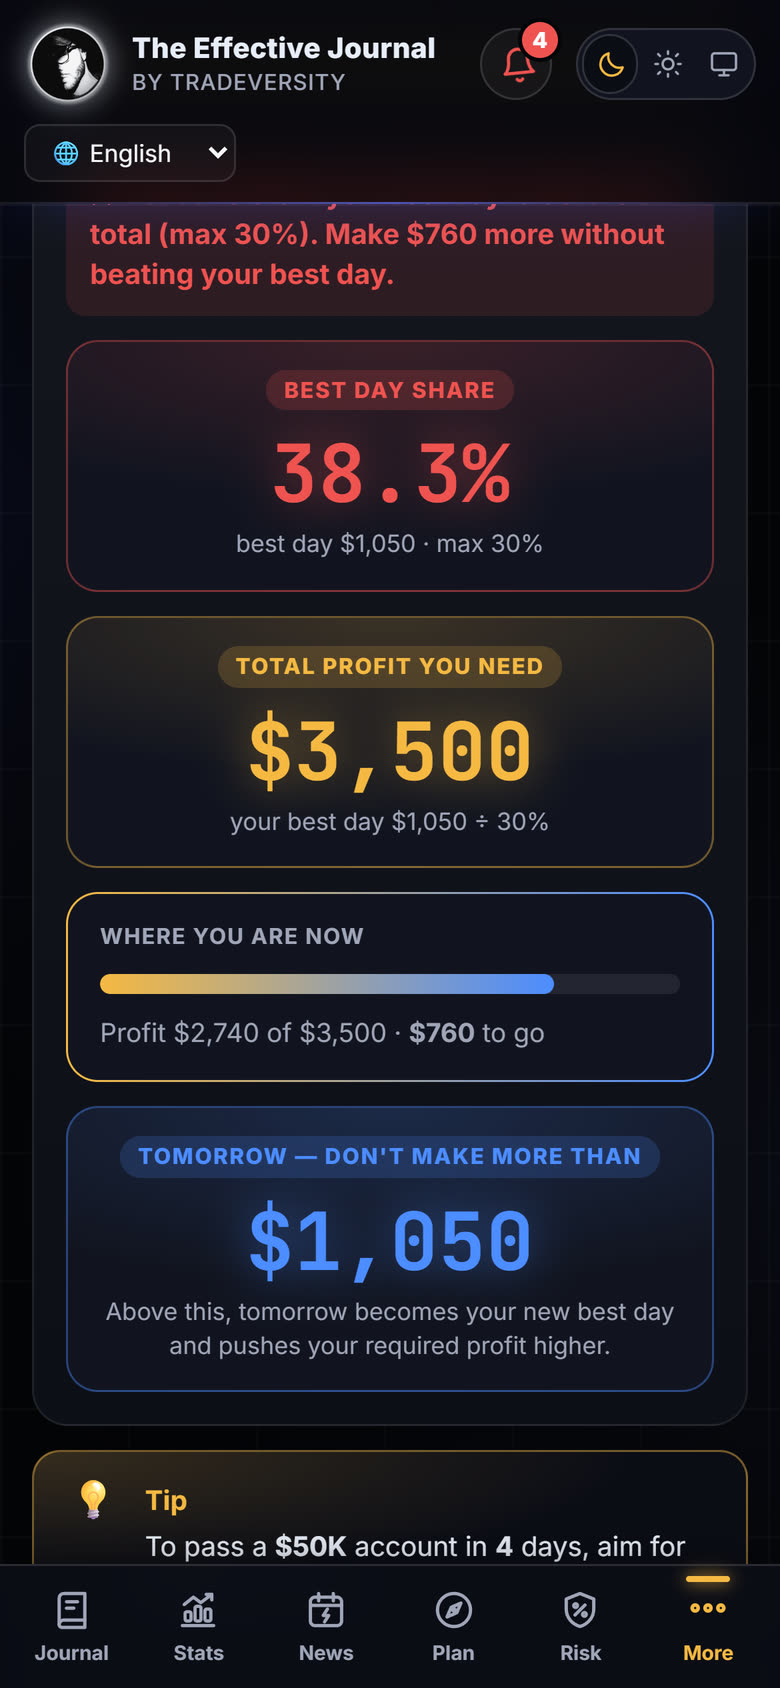 The Effective Journal
BY TRADEVERSITY
4
English
total (max 30%). Make $760 more without
beating your best day.
BEST DAY SHARE
38.3%
best day $1,050 · max 30%
TOTAL PROFIT YOU NEED
$3,500
your best day $1,050 ÷ 30%
WHERE YOU ARE NOW
Profit $2,740 of $3,500 · $760 to go
TOMORROW — DON'T MAKE MORE THAN
$1,050
Above this, tomorrow becomes your new best day
and pushes your required profit higher.
Tip
To pass a $50K account in 4 days, aim for
Journal
Stats
News
Plan
Risk
More